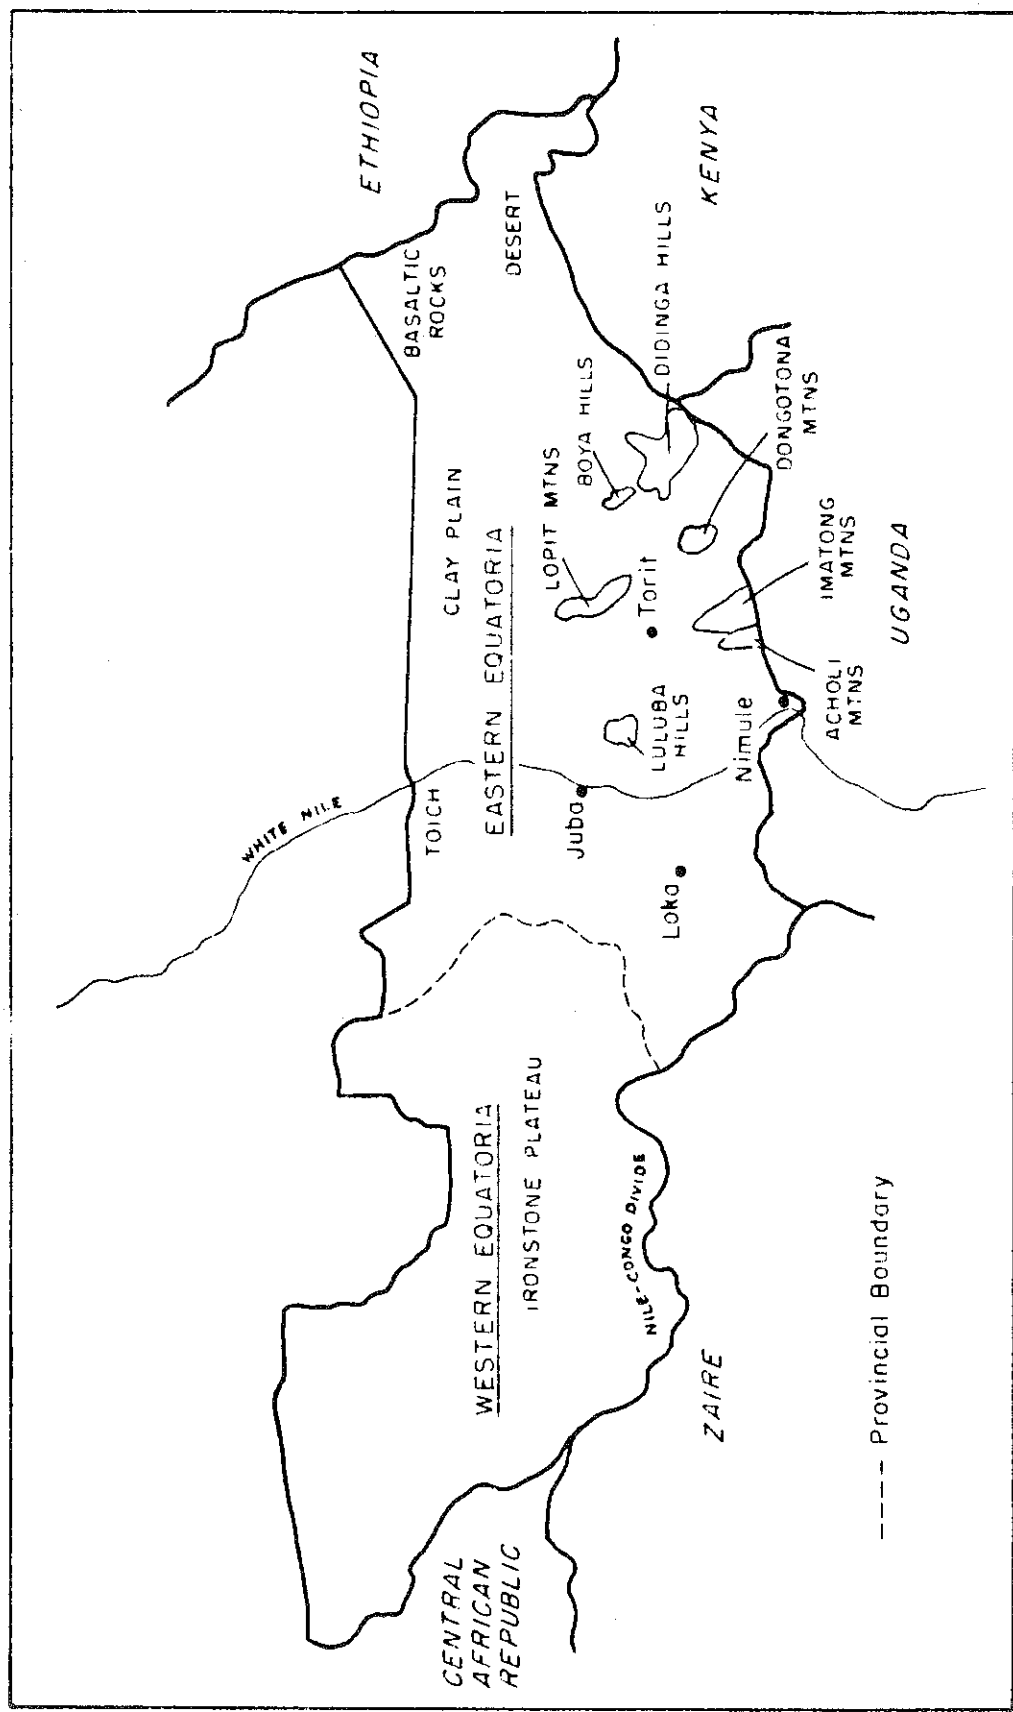 ETHIOPIA
BASALTIC
ROCKS
DESERT
KENYA
WHITE NILE
TOICH
CLAY PLAIN
EASTERN EQUATORIA
LOPIT MTNS
BOYA HILLS
DIDINGA HILLS
DONGOTONA
MTNS
Torit
Juba
LULUBA
HILLS
Loka
Nimule
IMATONG
MTNS
ACHOLI
MTNS
UGANDA
WESTERN EQUATORIA
IRONSTONE PLATEAU
NILE-CONGO DIVIDE
CENTRAL
AFRICAN
REPUBLIC
ZAIRE
---- Provincial Boundary